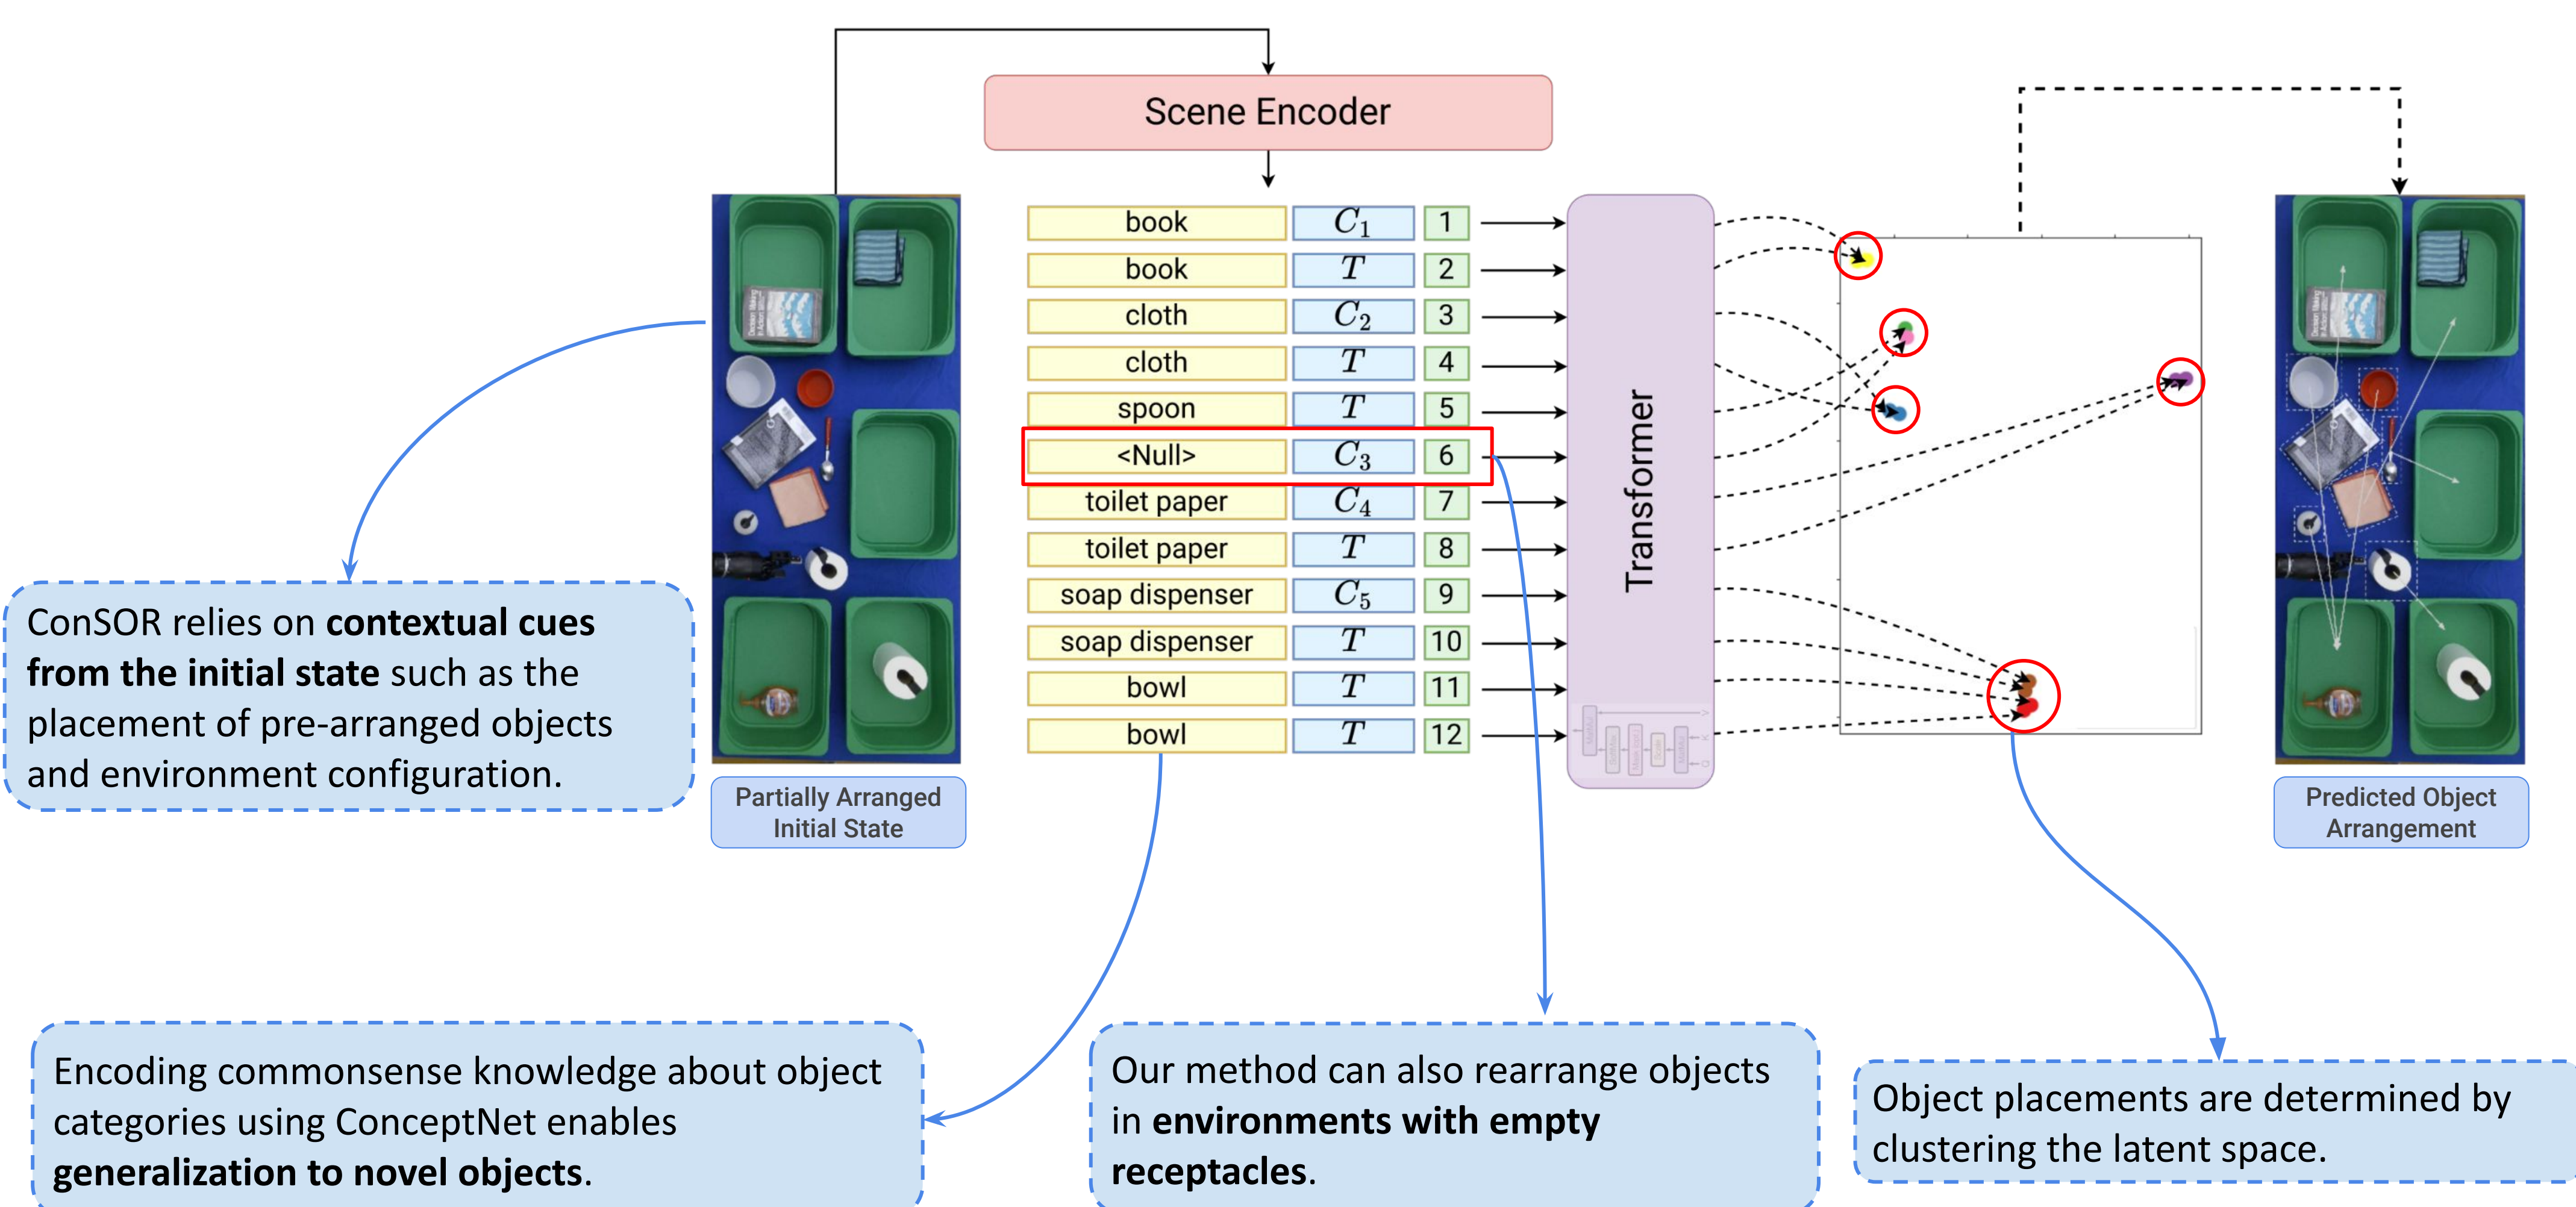 Scene Encoder
book C₁ 1
book T 2
cloth C₂ 3
cloth T 4
spoon T 5
<Null> C₃ 6
toilet paper C₄ 7
toilet paper T 8
soap dispenser C₅ 9
soap dispenser T 10
bowl T 11
bowl T 12
Transformer
MatMul
SoftMax
Scale
MatMul
V
K
Q
Partially Arranged
Initial State
Predicted Object
Arrangement
ConSOR relies on contextual cues
from the initial state such as the
placement of pre-arranged objects
and environment configuration.
Encoding commonsense knowledge about object
categories using ConceptNet enables
generalization to novel objects.
Our method can also rearrange objects
in environments with empty
receptacles.
Object placements are determined by
clustering the latent space.